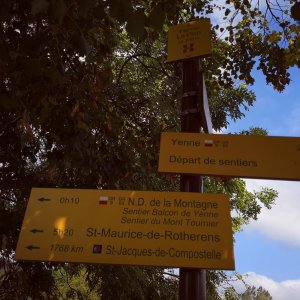 Yenne
Départ de sentiers
0h10 N.D. de la Montagne
Sentier Balcon de Yenne
Sentier du Mont Tournier
5h20 St-Maurice-de-Rotherens
1768 km St-Jacques-de-Compostelle